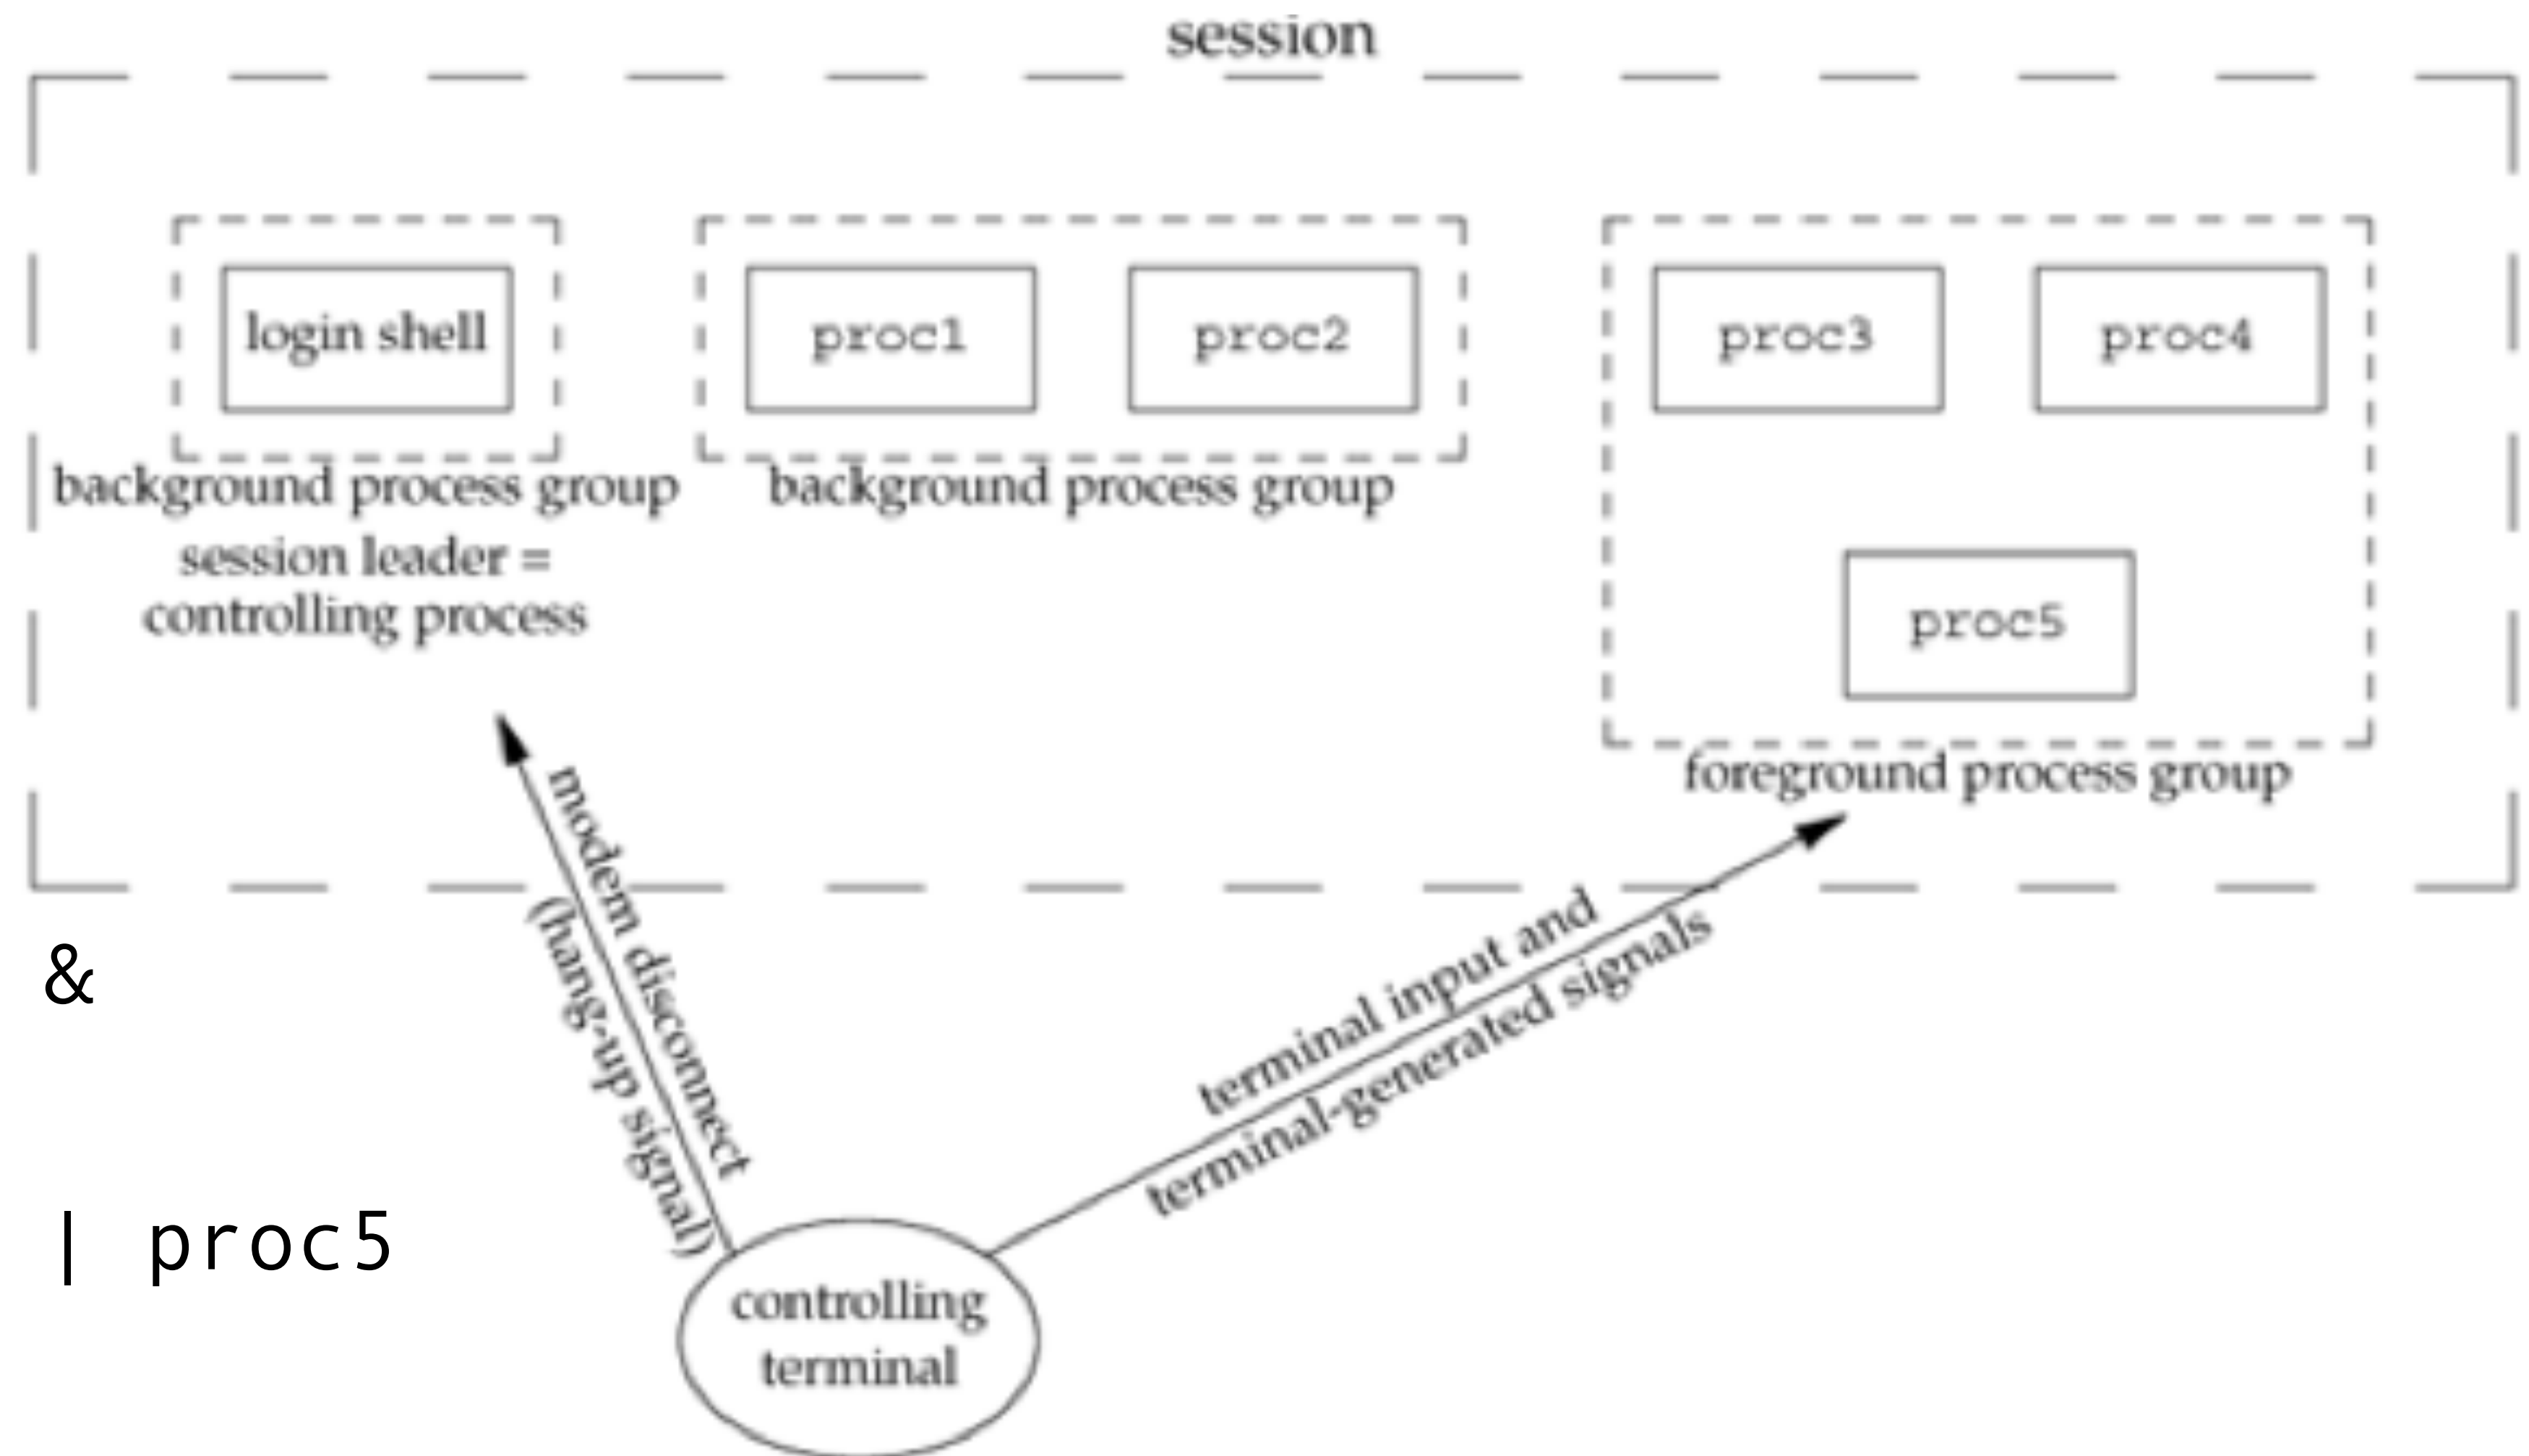 session
login shell
proc1
proc2
proc3
proc4
background process group
session leader =
controlling process
background process group
proc5
foreground process group
modem disconnect
(hang-up signal)
terminal input and
terminal-generated signals
&
| proc5
controlling
terminal